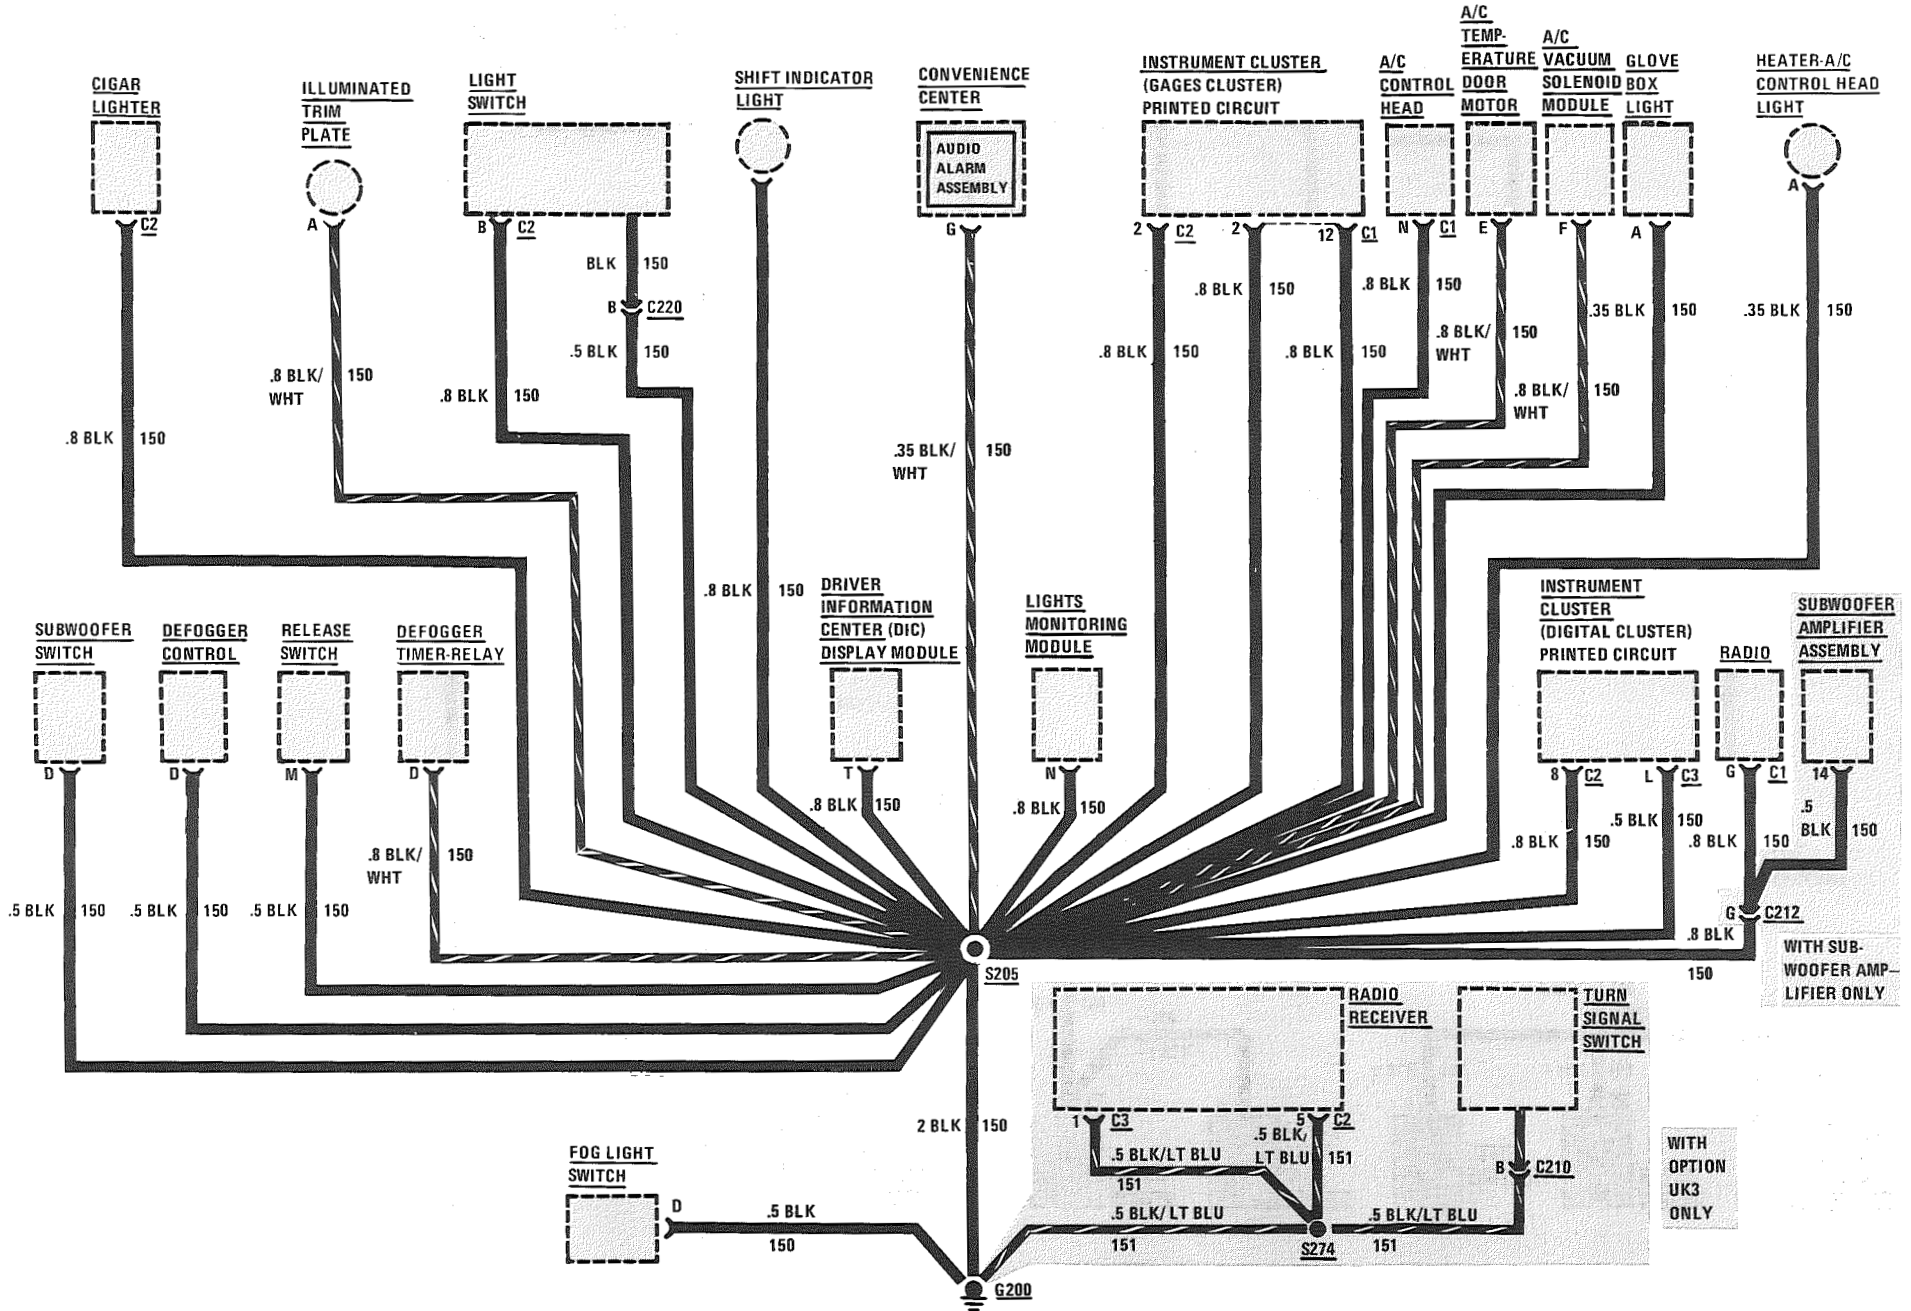 CIGAR
LIGHTER
C2
.8 BLK
150
ILLUMINATED
TRIM
PLATE
A
.8 BLK/
WHT
150
LIGHT
SWITCH
B
C2
.8 BLK
150
BLK
150
B
C220
.5 BLK
150
SHIFT INDICATOR
LIGHT
.8 BLK
150
CONVENIENCE
CENTER
AUDIO
ALARM
ASSEMBLY
G
.35 BLK/
WHT
150
INSTRUMENT CLUSTER
(GAGES CLUSTER)
PRINTED CIRCUIT
2
C2
.8 BLK
150
2
.8 BLK
150
12
C1
.8 BLK
150
A/C
CONTROL
HEAD
N
C1
.8 BLK
150
A/C
TEMP-
ERATURE
DOOR
MOTOR
E
.8 BLK/
WHT
150
A/C
VACUUM
SOLENOID
MODULE
F
.8 BLK/
WHT
150
GLOVE
BOX
LIGHT
A
.35 BLK
150
HEATER-A/C
CONTROL HEAD
LIGHT
A
.35 BLK
150
SUBWOOFER
SWITCH
D
.5 BLK
150
DEFOGGER
CONTROL
D
.5 BLK
150
RELEASE
SWITCH
M
.5 BLK
150
DEFOGGER
TIMER-RELAY
D
.8 BLK/
WHT
150
DRIVER
INFORMATION
CENTER (DIC)
DISPLAY MODULE
T
.8 BLK
150
LIGHTS
MONITORING
MODULE
N
.8 BLK
150
INSTRUMENT
CLUSTER
(DIGITAL CLUSTER)
PRINTED CIRCUIT
8
C2
.8 BLK
150
L
C3
.5 BLK
150
RADIO
G
C1
.8 BLK
150
SUBWOOFER
AMPLIFIER
ASSEMBLY
14
.5
BLK
150
G
C212
.8 BLK
150
WITH SUB-
WOOFER AMP-
LIFIER ONLY
S205
2 BLK
150
RADIO
RECEIVER
1
C3
.5 BLK/LT BLU
151
5
C2
.5 BLK/
LT BLU
151
TURN
SIGNAL
SWITCH
B
C210
.5 BLK/LT BLU
151
S274
.5 BLK/LT BLU
151
WITH
OPTION
UK3
ONLY
FOG LIGHT
SWITCH
D
.5 BLK
150
G200